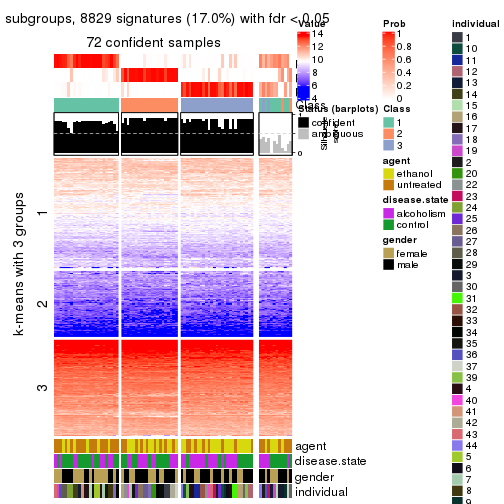 subgroups, 8829 signatures (17.0%) with fdr < 0.05
72 confident samples
k-means with 3 groups
1
2
3
Class
Silhouette
score
1
0
agent
disease.state
gender
individual
Value
14
12
10
8
6
4
Status (barplots)
confident
ambiguous
Prob
1
0.8
0.6
0.4
0.2
0
Class
1
2
3
agent
ethanol
untreated
disease.state
alcoholism
control
gender
female
male
individual
1
10
11
12
13
14
15
16
17
18
19
2
20
22
23
24
25
26
27
28
29
3
30
31
32
33
34
35
36
37
39
4
40
41
42
43
44
5
6
7
8
9